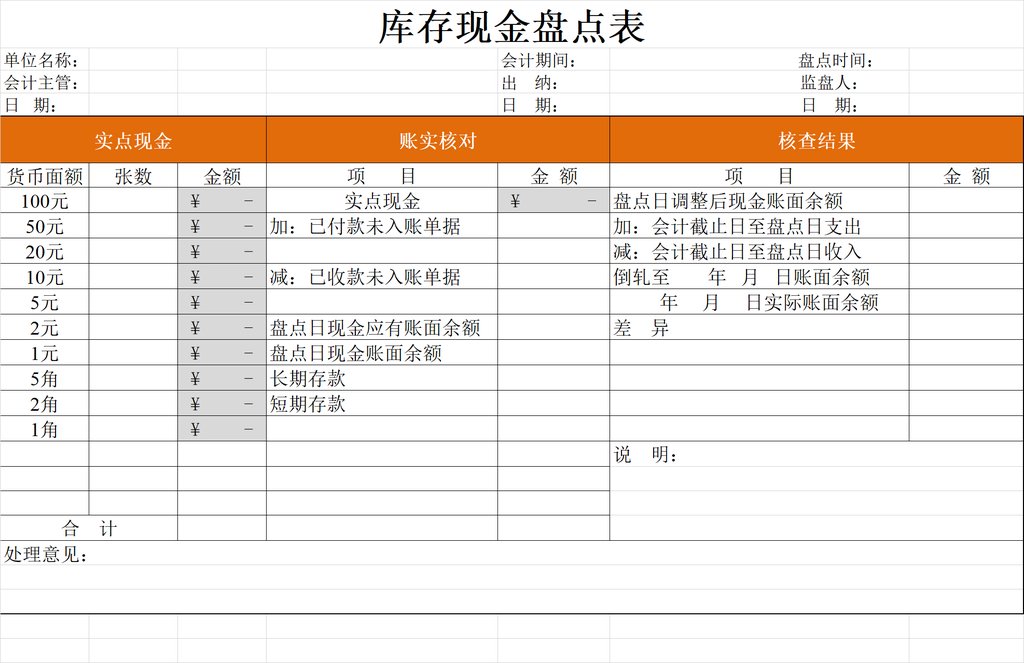 库存现金盘点表
单位名称： 会计期间： 盘点时间：
会计主管： 出 纳： 监盘人：
日 期： 日 期： 日 期：
实点现金 账实核对 核查结果
货币面额 张数 金额 项 目 金 额 项 目 金 额
100元 ¥ - 实点现金 ¥ - 盘点日调整后现金账面余额
50元 ¥ - 加：已付款未入账单据 加：会计截止日至盘点日支出
20元 ¥ - 减：会计截止日至盘点日收入
10元 ¥ - 减：已收款未入账单据 倒轧至 年 月 日账面余额
5元 ¥ - 年 月 日实际账面余额
2元 ¥ - 盘点日现金应有账面余额 差 异
1元 ¥ - 盘点日现金账面余额
5角 ¥ - 长期存款
2角 ¥ - 短期存款
1角 ¥ -
说 明：
合 计
处理意见：